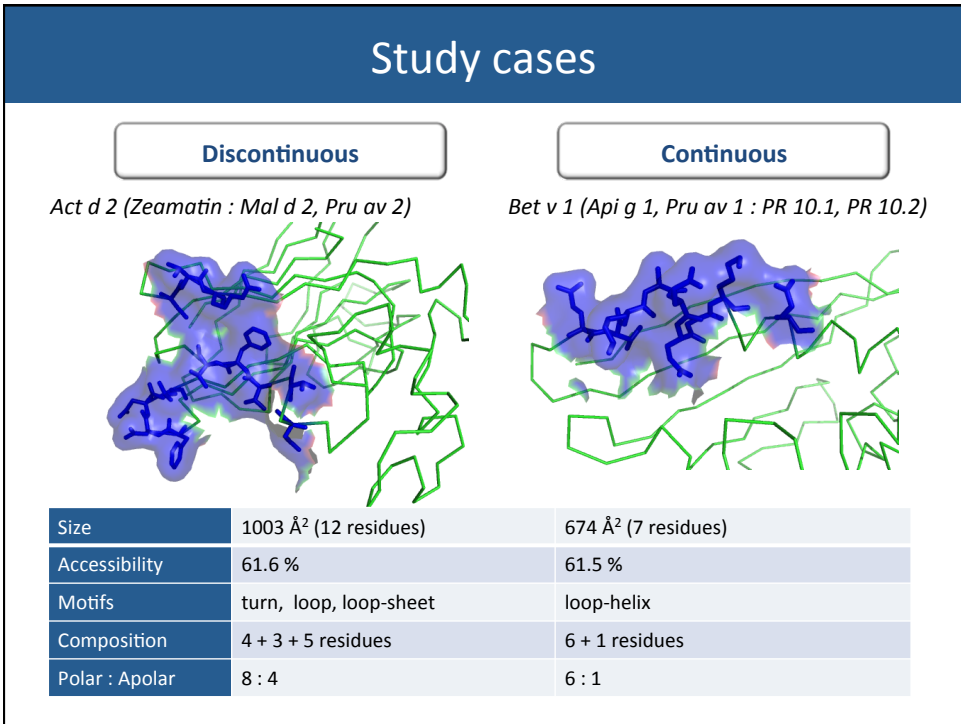 Study cases
Discontinuous
Continuous
Act d 2 (Zeamatin : Mal d 2, Pru av 2)
Bet v 1 (Api g 1, Pru av 1 : PR 10.1, PR 10.2)
Size 1003 Å² (12 residues) 674 Å² (7 residues)
Accessibility 61.6 % 61.5 %
Motifs turn, loop, loop-sheet loop-helix
Composition 4 + 3 + 5 residues 6 + 1 residues
Polar : Apolar 8 : 4 6 : 1